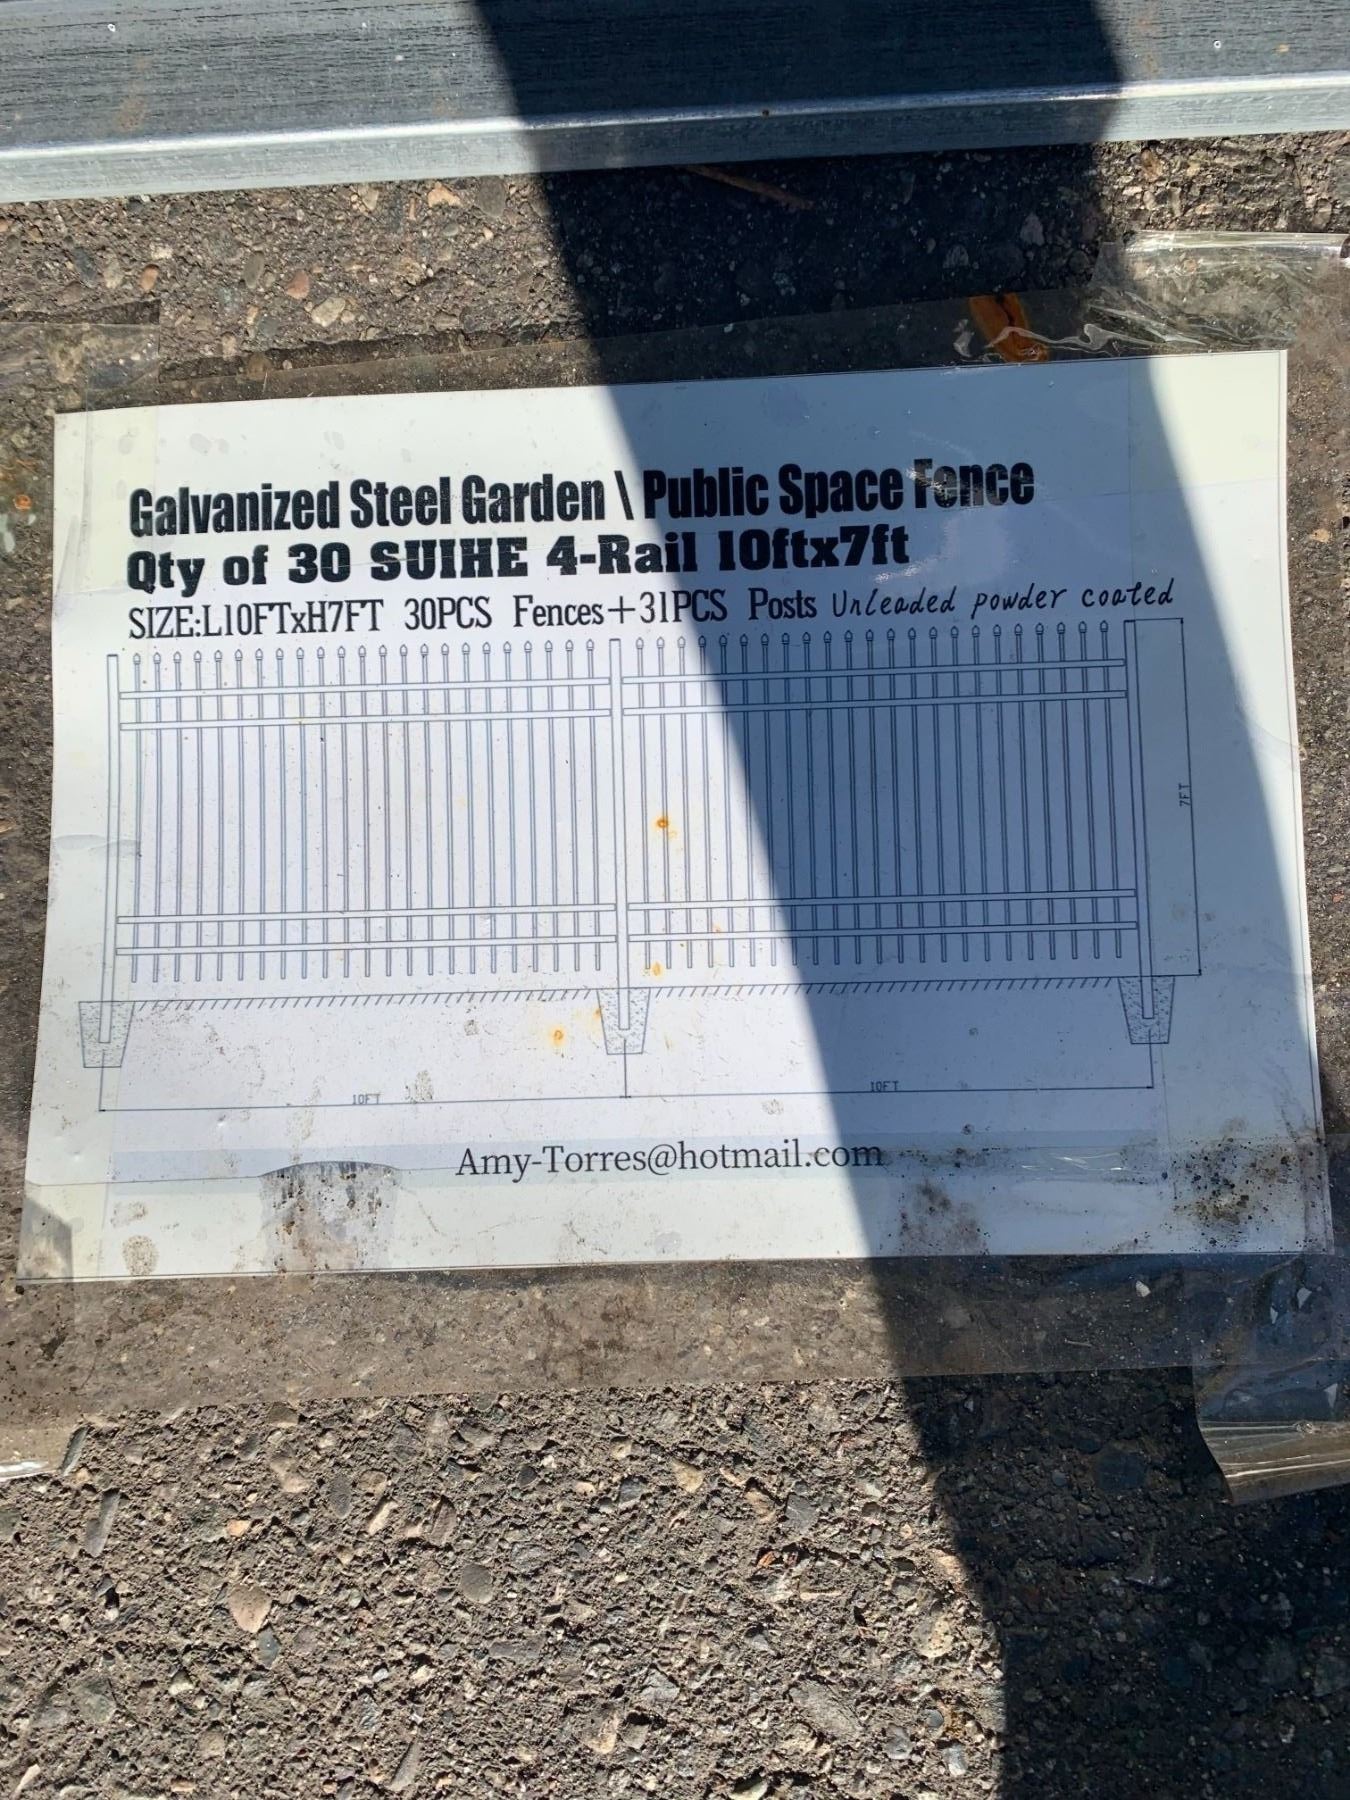 Galvanized Steel Garden \ Public Space Fence
Qty of 30 SUIHE 4-Rail 10ftx7ft
SIZE:L10FTxH7FT 30PCS Fences+31PCS Posts Unleaded powder coated
7FT
10FT 10FT
Amy-Torres@hotmail.com